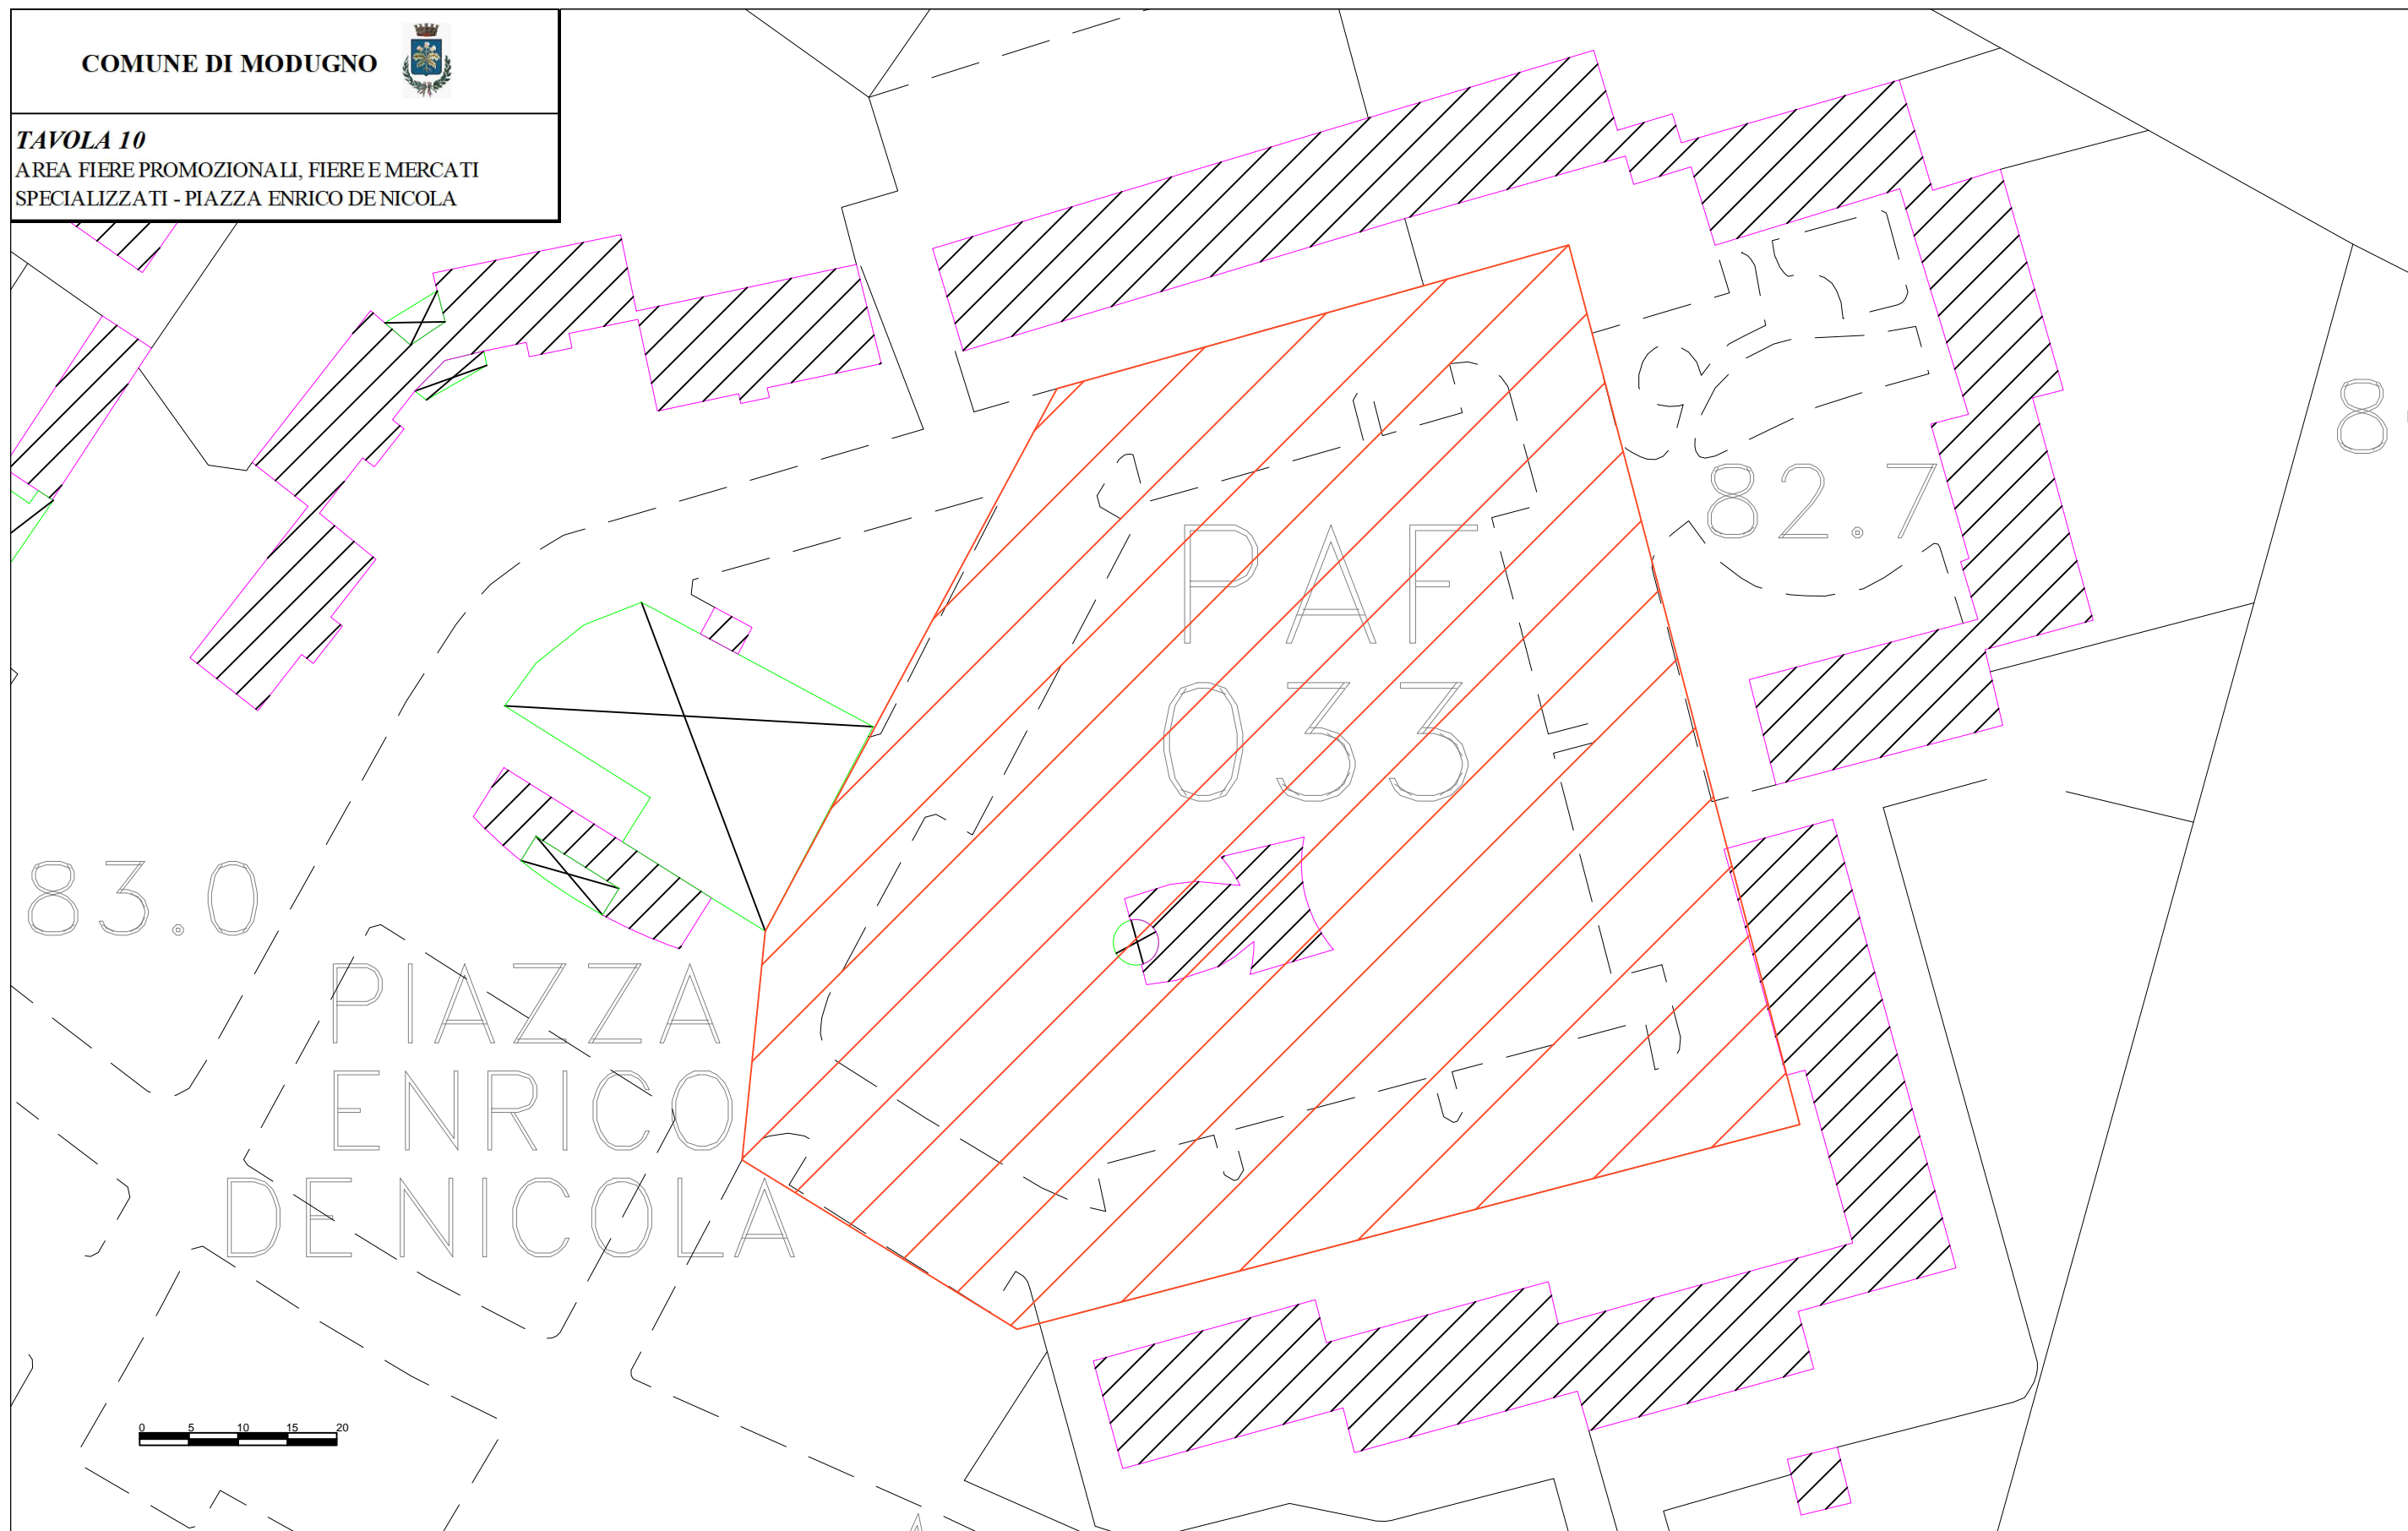 COMUNE DI MODUGNO
TAVOLA 10
AREA FIERE PROMOZIONALI, FIERE E MERCATI
SPECIALIZZATI - PIAZZA ENRICO DE NICOLA
8
82.7
PAF
033
83.0
PIAZZA
ENRICO
DE NICOLA
0 5 10 15 20